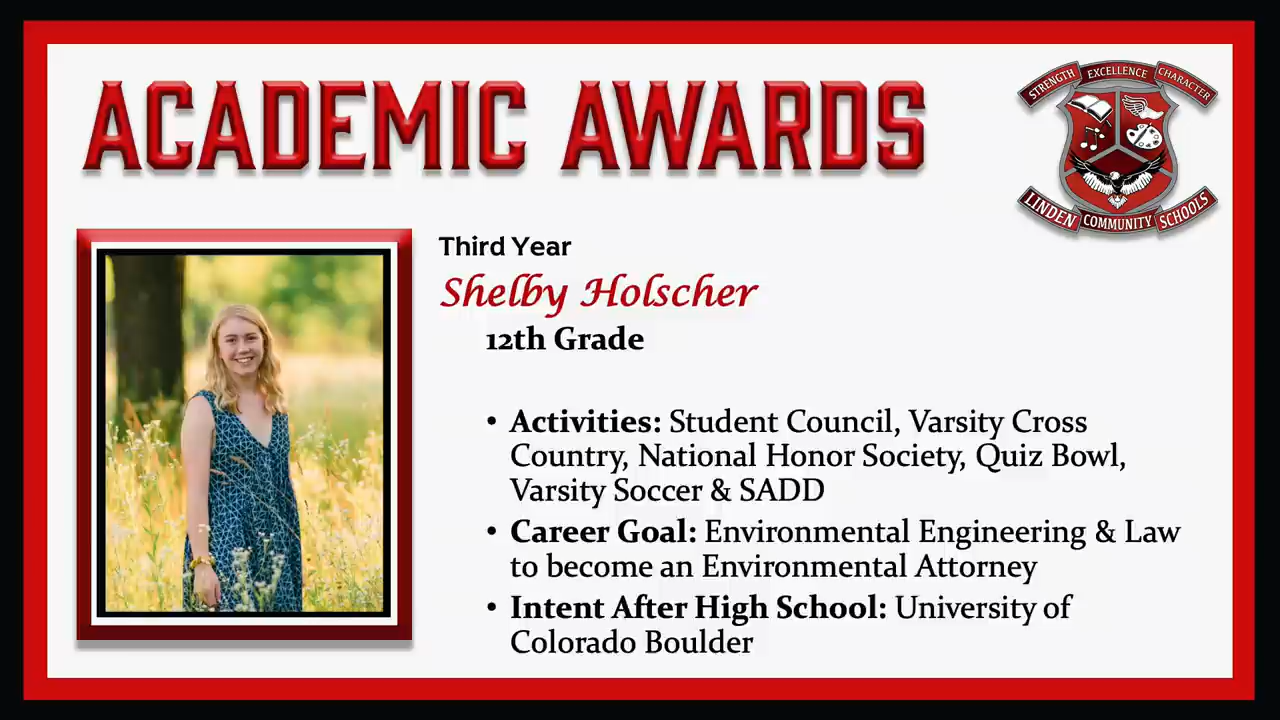 ACADEMIC AWARDS
STRENGTH EXCELLENCE CHARACTER
LINDEN COMMUNITY SCHOOLS
Third Year
Shelby Holscher
12th Grade
• Activities: Student Council, Varsity Cross
Country, National Honor Society, Quiz Bowl,
Varsity Soccer & SADD
• Career Goal: Environmental Engineering & Law
to become an Environmental Attorney
• Intent After High School: University of
Colorado Boulder